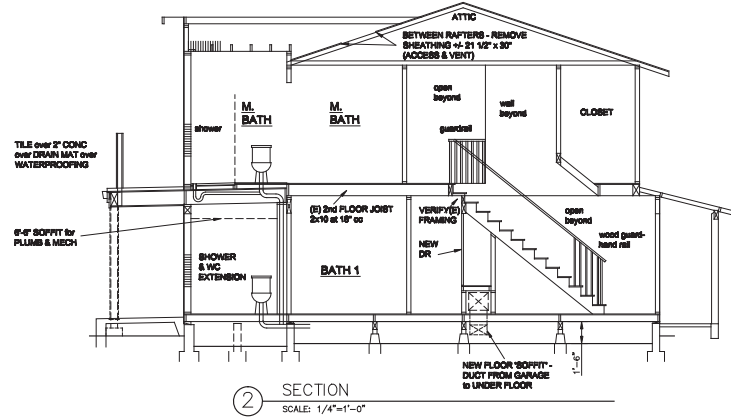 ATTIC
BETWEEN RAFTERS - REMOVE
SHEATHING +/- 21 1/2" x 30"
(ACCESS & VENT)
M.
BATH
M.
BATH
shower
open
beyond
wall
beyond
CLOSET
guardrail
TILE over 2" CONC
over DRAIN MAT over
WATERPROOFING
(E) 2nd FLOOR JOIST
2x10 at 16" cc
VERIFY(E)
FRAMING
open
beyond
wood guard-
hand rail
6'-6" SOFFIT for
PLUMB & MECH
NEW
DR
SHOWER
& WC
EXTENSION
BATH 1
1'-6"
NEW FLOOR 'SOFFIT' -
DUCT FROM GARAGE
to UNDER FLOOR
2 SECTION
SCALE: 1/4"=1'-0"